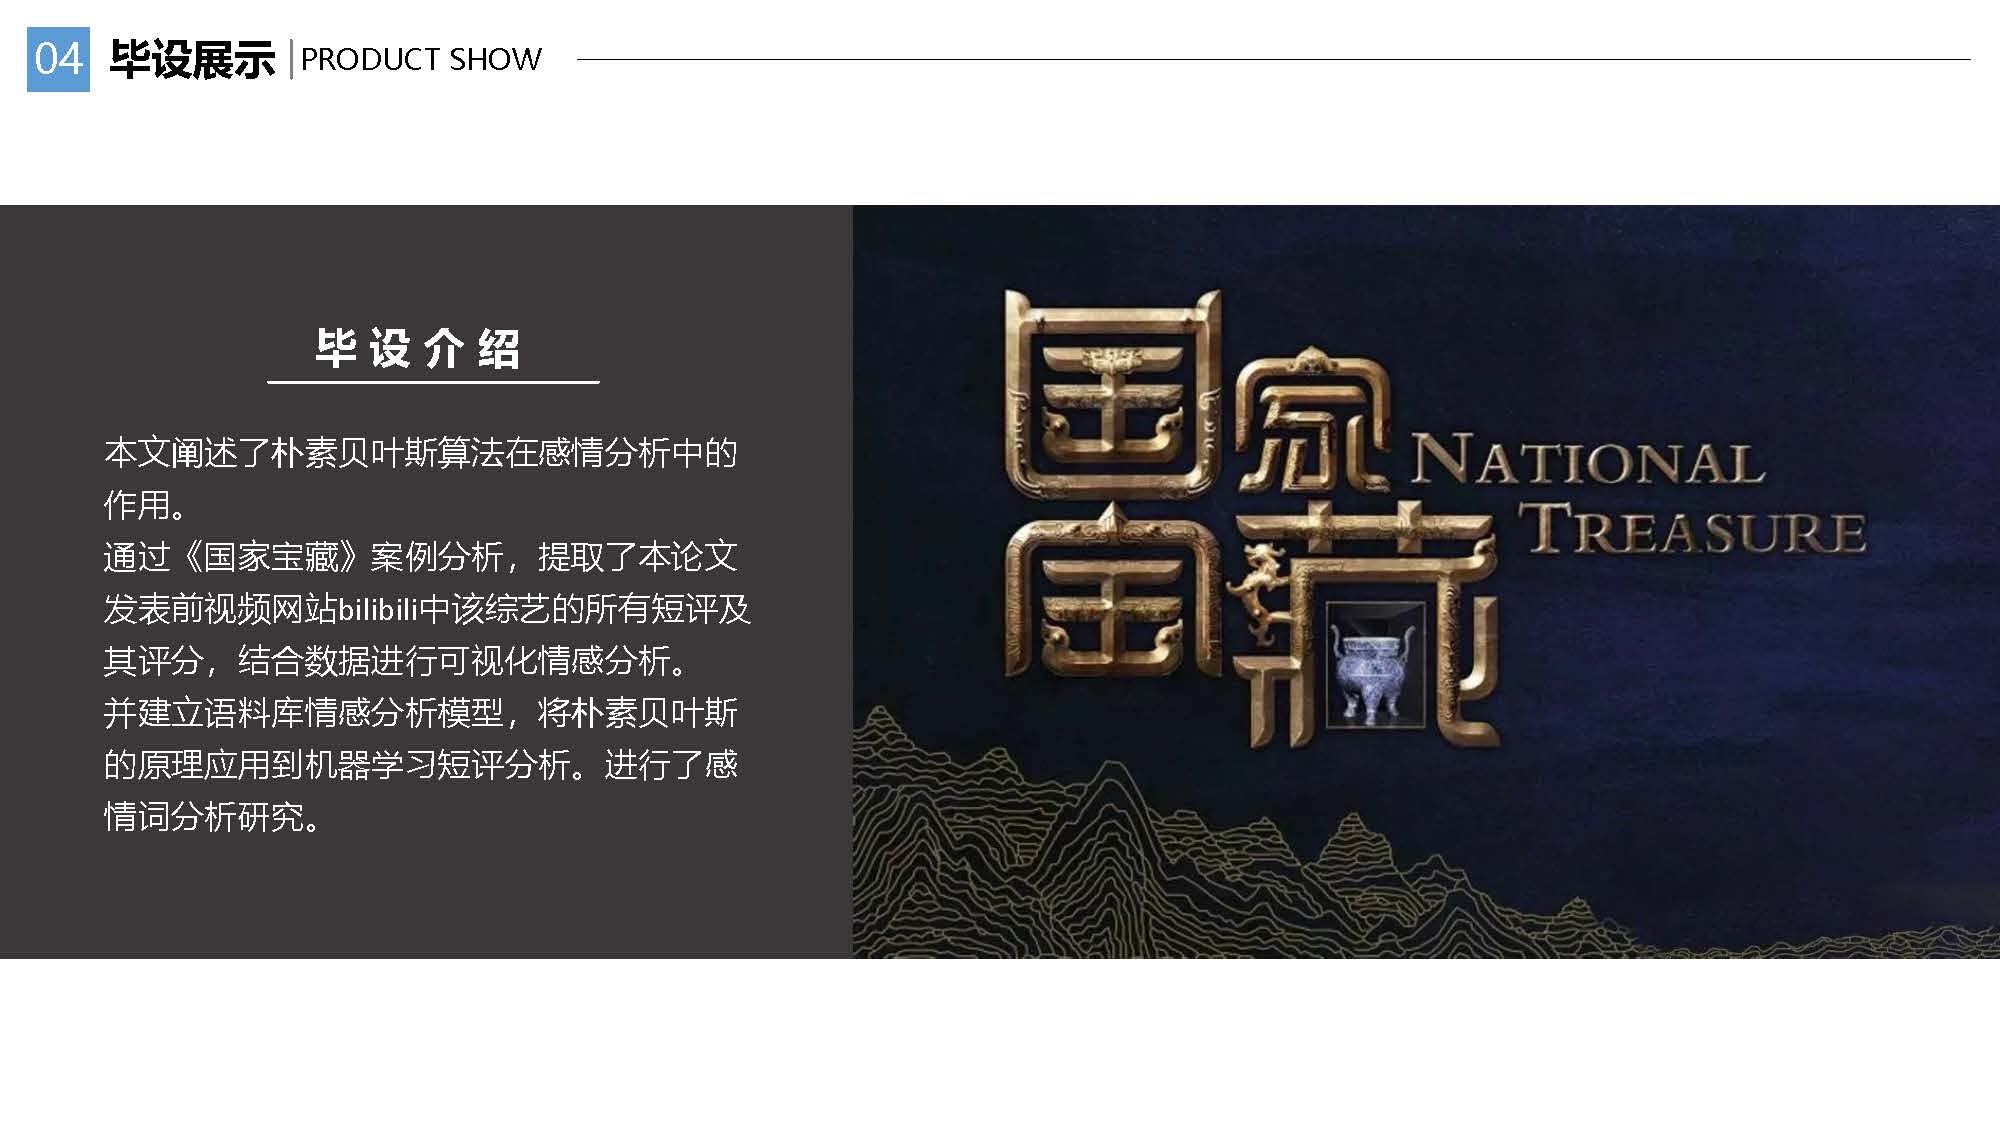 04 毕设展示 PRODUCT SHOW
毕设介绍
本文阐述了朴素贝叶斯算法在感情分析中的
作用。
通过《国家宝藏》案例分析，提取了本论文
发表前视频网站bilibili中该综艺的所有短评及
其评分，结合数据进行可视化情感分析。
并建立语料库情感分析模型，将朴素贝叶斯
的原理应用到机器学习短评分析。进行了感
情词分析研究。
国家
宝藏
NATIONAL
TREASURE